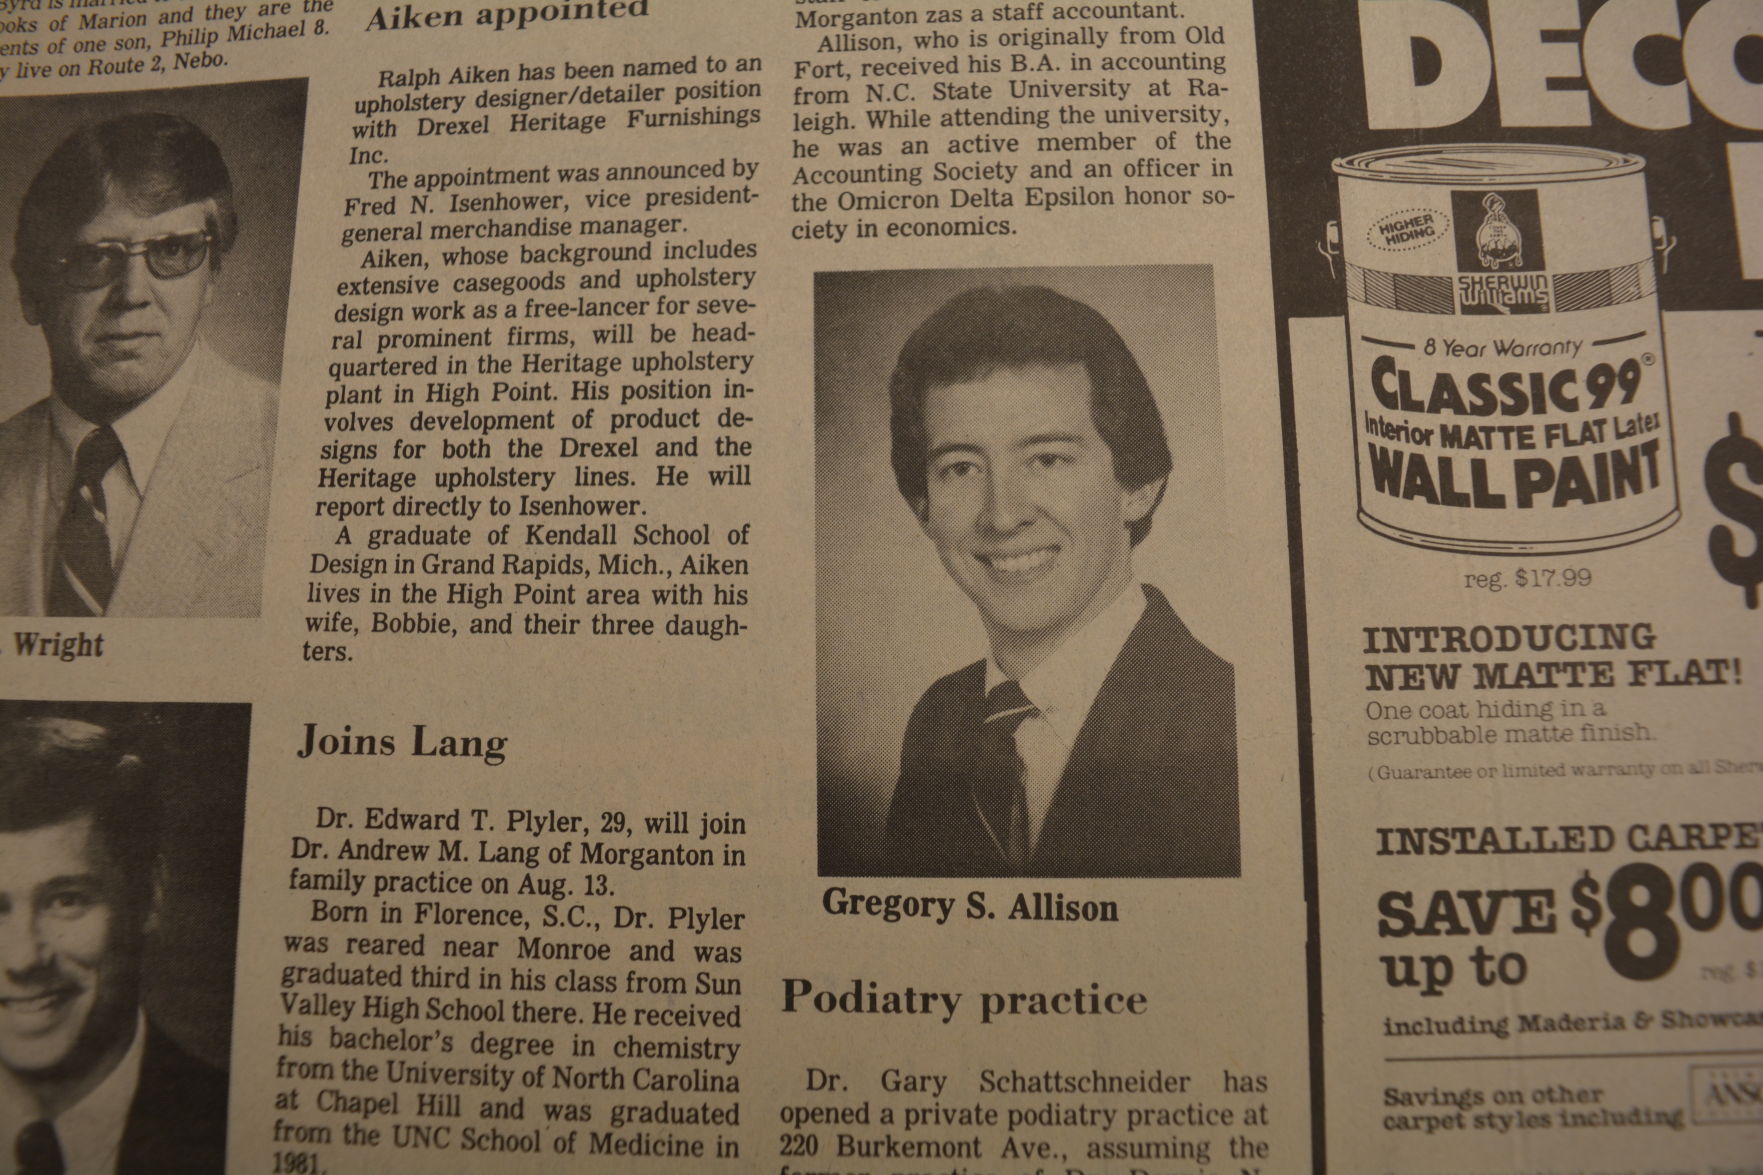 ooks of Marion and they are the
ents of one son, Philip Michael 8.
y live on Route 2, Nebo.
. Wright
Aiken appointed
Ralph Aiken has been named to an
upholstery designer/detailer position
with Drexel Heritage Furnishings
Inc.
The appointment was announced by
Fred N. Isenhower, vice president-
general merchandise manager.
Aiken, whose background includes
extensive casegoods and upholstery
design work as a free-lancer for seve-
ral prominent firms, will be head-
quartered in the Heritage upholstery
plant in High Point. His position in-
volves development of product de-
signs for both the Drexel and the
Heritage upholstery lines. He will
report directly to Isenhower.
A graduate of Kendall School of
Design in Grand Rapids, Mich., Aiken
lives in the High Point area with his
wife, Bobbie, and their three daugh-
ters.
Joins Lang
Dr. Edward T. Plyler, 29, will join
Dr. Andrew M. Lang of Morganton in
family practice on Aug. 13.
Born in Florence, S.C., Dr. Plyler
was reared near Monroe and was
graduated third in his class from Sun
Valley High School there. He received
his bachelor's degree in chemistry
from the University of North Carolina
at Chapel Hill and was graduated
from the UNC School of Medicine in
1981.
Morganton zas a staff accountant.
Allison, who is originally from Old
Fort, received his B.A. in accounting
from N.C. State University at Ra-
leigh. While attending the university,
he was an active member of the
Accounting Society and an officer in
the Omicron Delta Epsilon honor so-
ciety in economics.
Gregory S. Allison
Podiatry practice
Dr. Gary Schattschneider has
opened a private podiatry practice at
220 Burkemont Ave., assuming the
DECO
HIGHER
HIDING
SHERWIN
WILLIAMS
8 Year Warranty
CLASSIC 99®
Interior MATTE FLAT Latex
WALL PAINT
$
reg. $17.99
INTRODUCING
NEW MATTE FLAT!
One coat hiding in a
scrubbable matte finish.
(Guarantee or limited warranty on all Sherw
INSTALLED CARPE
SAVE $800
up to
reg. $
including Maderia & Showca
Savings on other
carpet styles including
ANSO